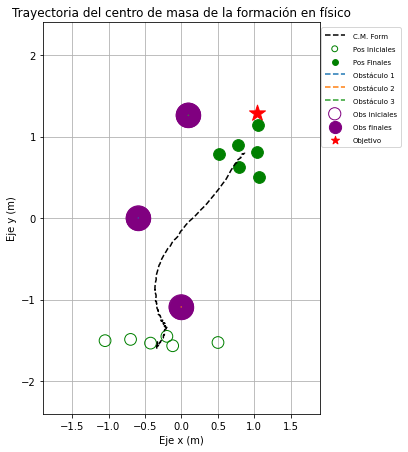 Trayectoria del centro de masa de la formación en físico
C.M. Form
Pos Iniciales
Pos Finales
Obstáculo 1
Obstáculo 2
Obstáculo 3
Obs iniciales
Obs finales
Objetivo
Eje y (m)
2
1
0
−1
−2
−1.5
−1.0
−0.5
0.0
0.5
1.0
1.5
Eje x (m)